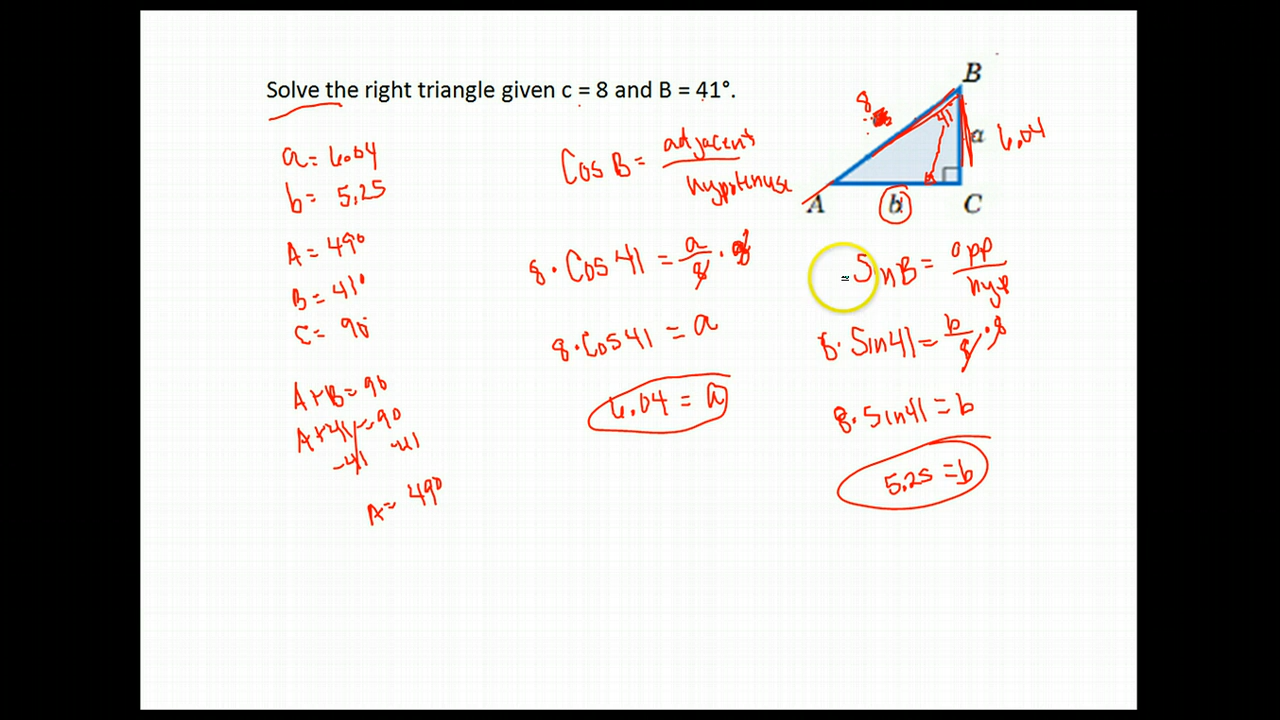 Solve the right triangle given c = 8 and B = 41°.
a = 6.04
b = 5.25
A = 49°
B = 41°
C = 90
A+B=90
A+41=90
-41 -41
A= 49°
Cos B = adjacent
hypotenuse
8 · Cos 41 = a/8 · 8
8 · Cos 41 = a
6.04 = a
B
8
41
a
6.04
A
b
C
Sin B = opp
hyp
8 · Sin 41 = b/8 · 8
8 · Sin 41 = b
5.25 = b